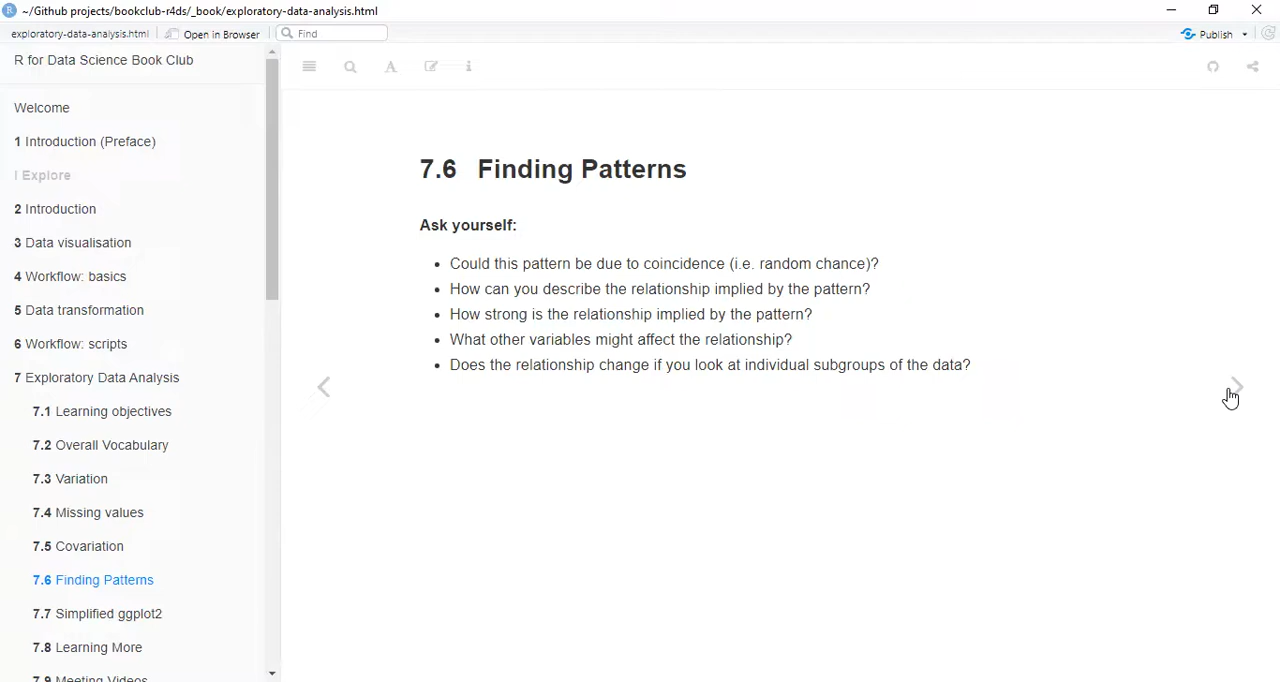 ~/Github projects/bookclub-r4ds/_book/exploratory-data-analysis.html
exploratory-data-analysis.html
Open in Browser
Find
Publish
R for Data Science Book Club
Welcome
1 Introduction (Preface)
I Explore
2 Introduction
3 Data visualisation
4 Workflow: basics
5 Data transformation
6 Workflow: scripts
7 Exploratory Data Analysis
7.1 Learning objectives
7.2 Overall Vocabulary
7.3 Variation
7.4 Missing values
7.5 Covariation
7.6 Finding Patterns
7.7 Simplified ggplot2
7.8 Learning More
7.9 Meeting Videos
7.6 Finding Patterns
Ask yourself:
• Could this pattern be due to coincidence (i.e. random chance)?
• How can you describe the relationship implied by the pattern?
• How strong is the relationship implied by the pattern?
• What other variables might affect the relationship?
• Does the relationship change if you look at individual subgroups of the data?